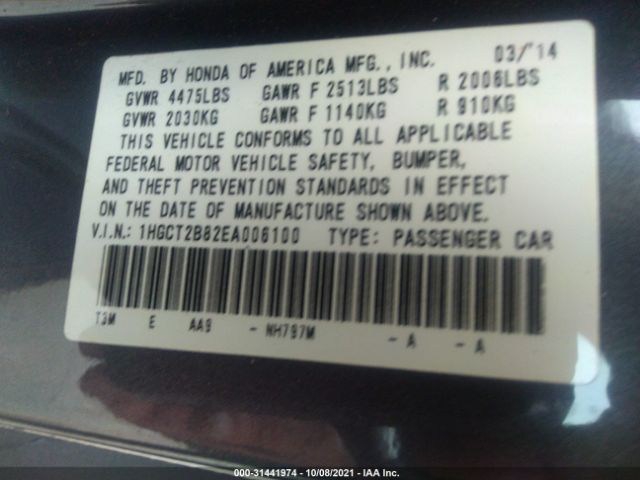 MFD. BY HONDA OF AMERICA MFG., INC. 03/14
GVWR 4475LBS GAWR F 2513LBS R 2006LBS
GVWR 2030KG GAWR F 1140KG R 910KG
THIS VEHICLE CONFORMS TO ALL APPLICABLE
FEDERAL MOTOR VEHICLE SAFETY, BUMPER,
AND THEFT PREVENTION STANDARDS IN EFFECT
ON THE DATE OF MANUFACTURE SHOWN ABOVE.
V.I.N.: 1HGCT2B82EA006100 TYPE: PASSENGER CAR
T3M E AA9 - NH797M - A - A
000-31441974 - 10/08/2021 - IAA Inc.